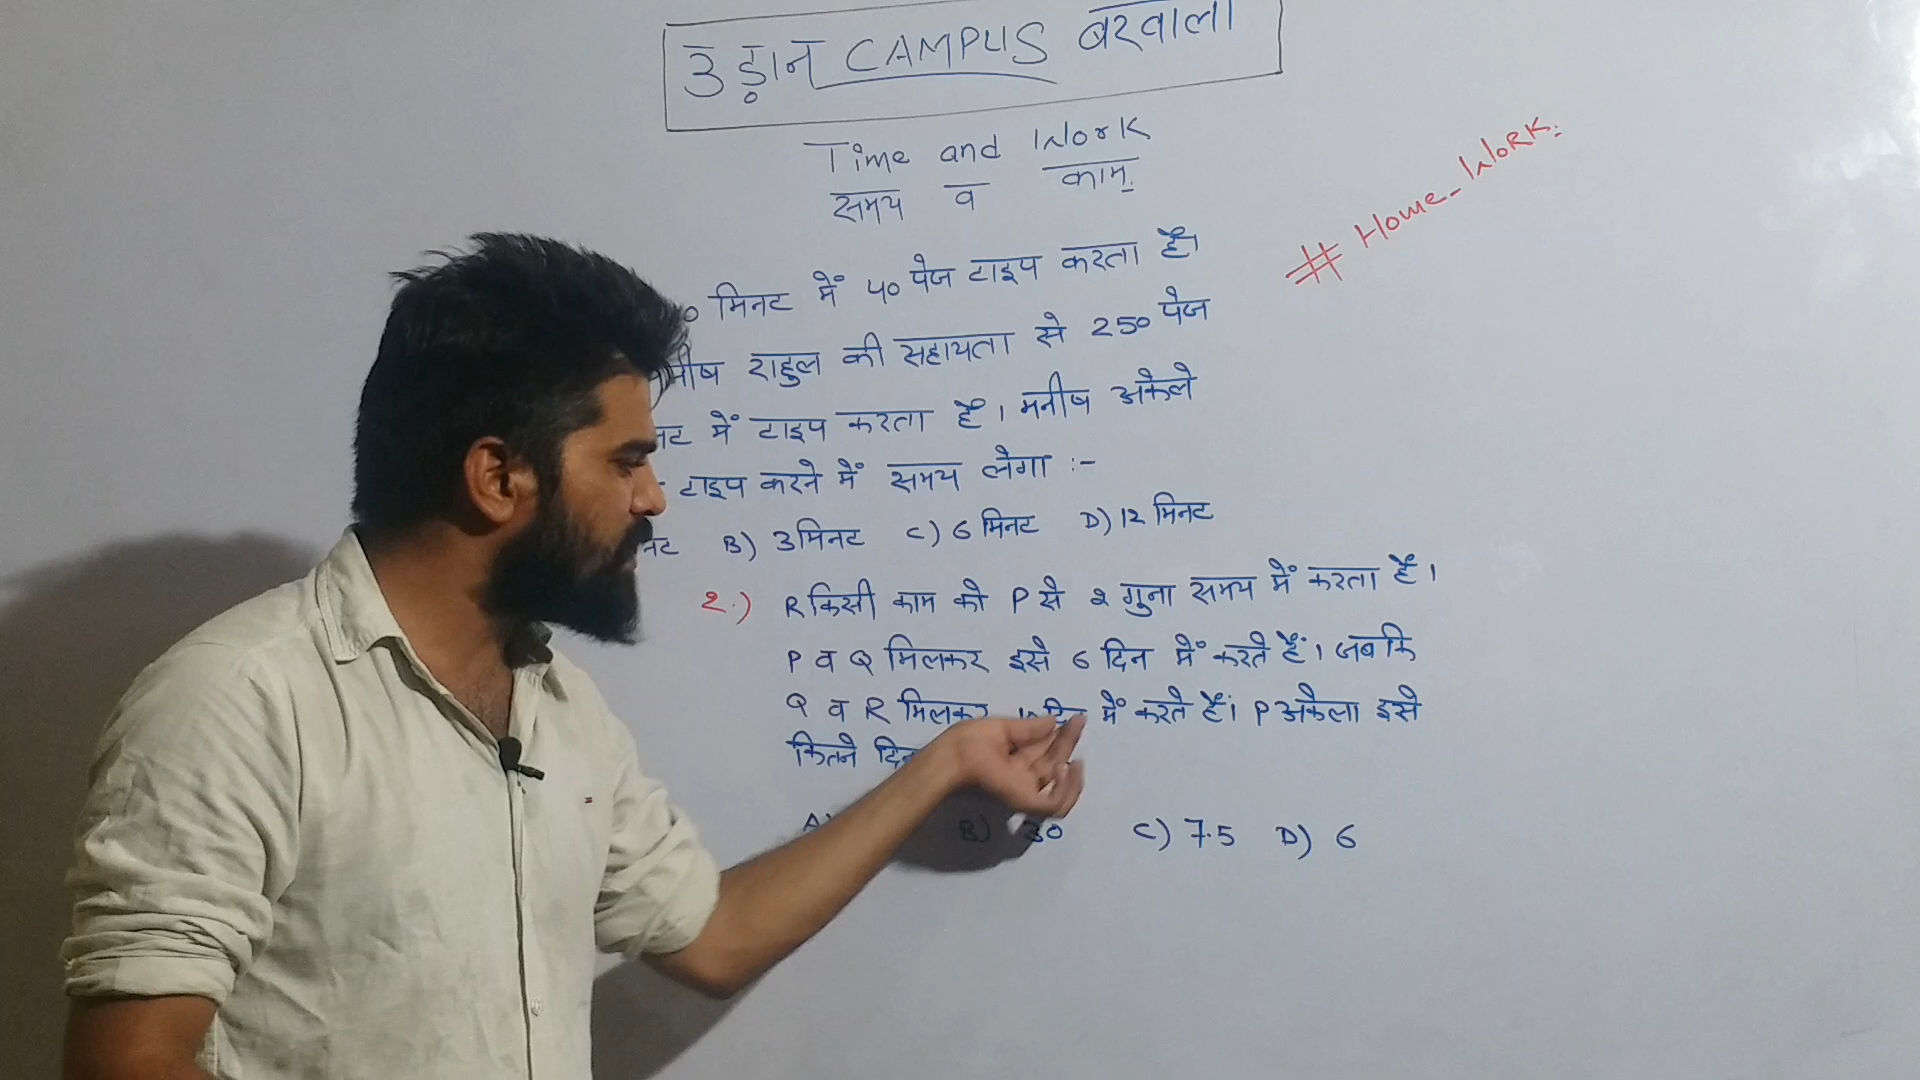 उड़ान CAMPUS बरवाला
Time and Work
समय व काम
# Home-Work:
मिनट में 40 पेज टाइप करता है।
राहुल की सहायता से 250 पेज
में टाइप करता है। मनीष अकेले
टाइप करने में समय लेगा :-
B) 3 मिनट C) 6 मिनट D) 12 मिनट
2.) R किसी काम को P से 2 गुना समय में करता है।
P व Q मिलकर इसे 6 दिन में करते हैं। जबकि
Q व R मिलकर में करते हैं। P अकेला इसे
कितने
B) 30 C) 7.5 D) 6